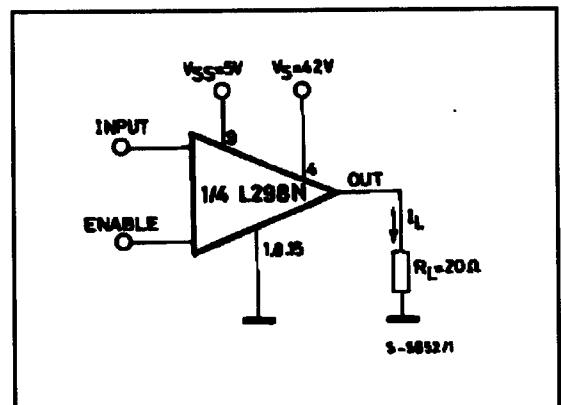 VSS=5V VS=42V
INPUT
9
4
OUT
1/4 L298N
IL
ENABLE
1.8.15
RL=20Ω
S-5852/1